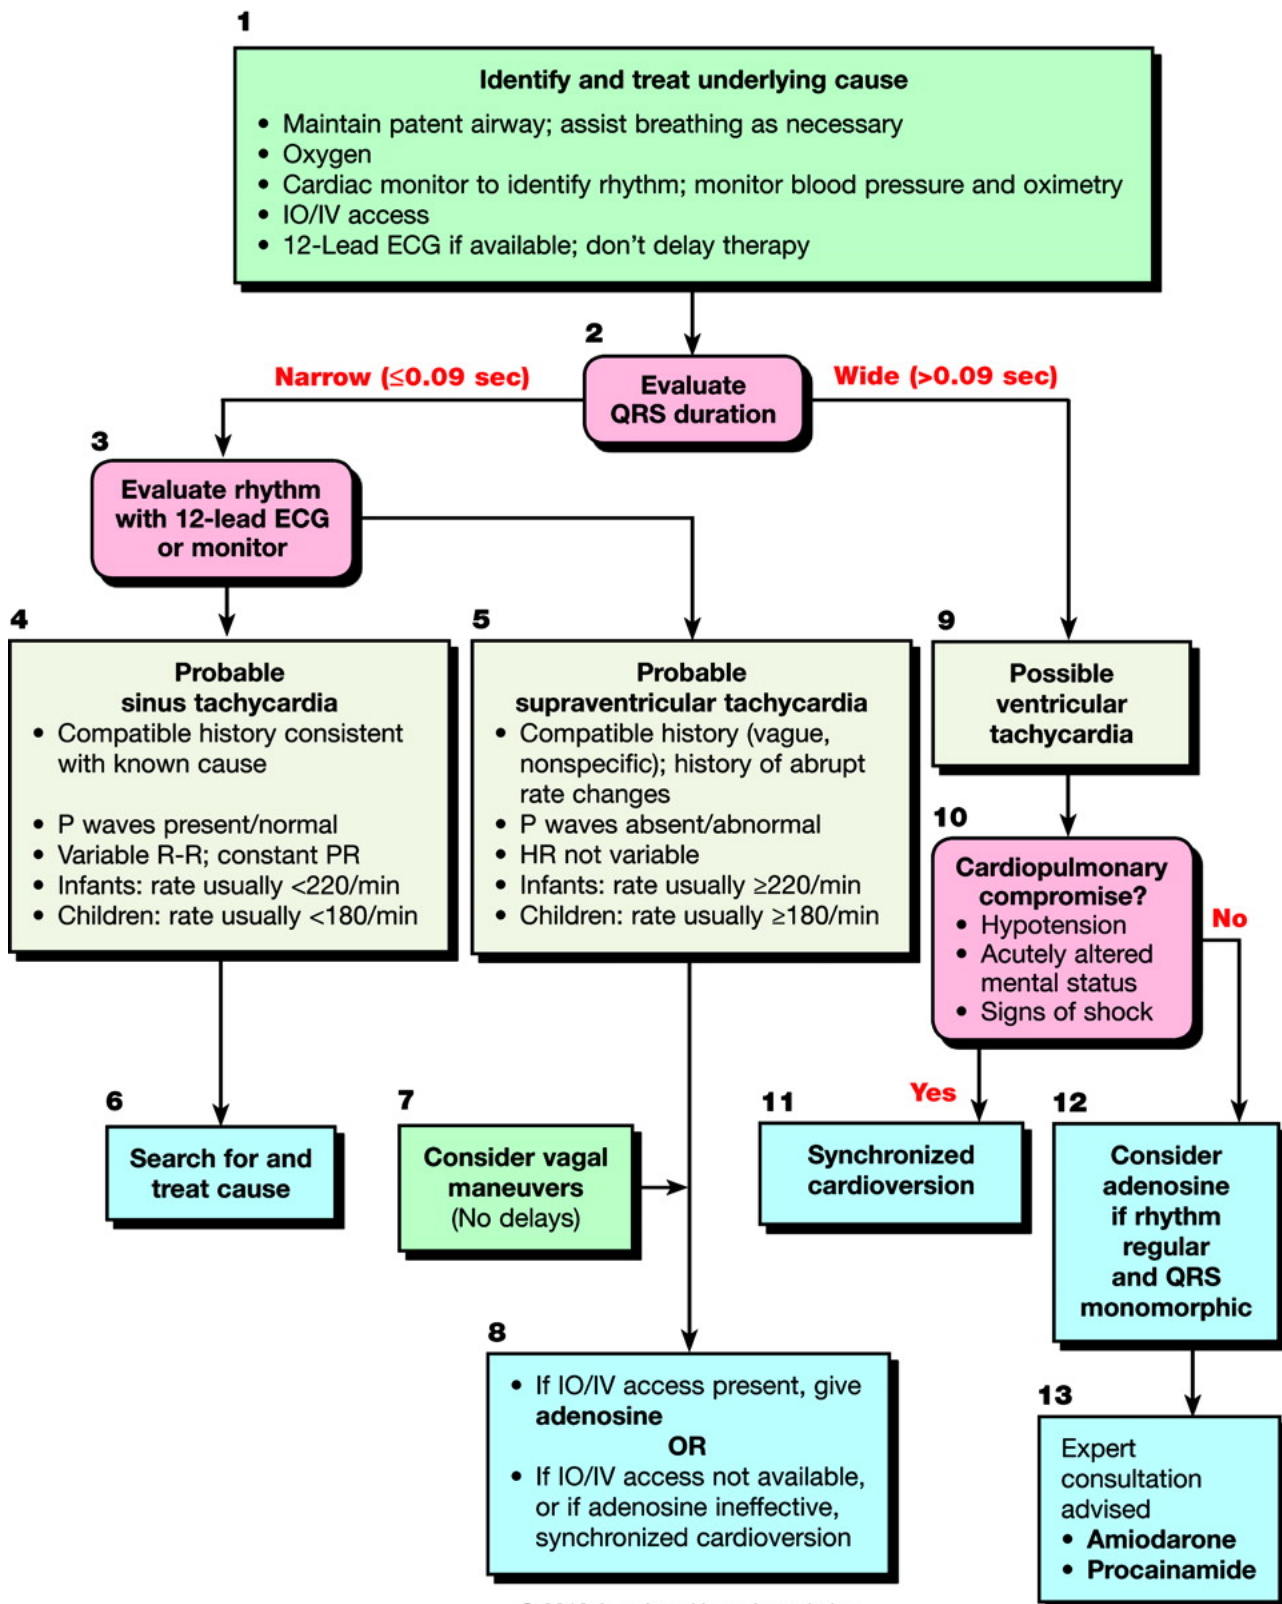 1
Identify and treat underlying cause
• Maintain patent airway; assist breathing as necessary
• Oxygen
• Cardiac monitor to identify rhythm; monitor blood pressure and oximetry
• IO/IV access
• 12-Lead ECG if available; don’t delay therapy
2
Narrow (≤0.09 sec)
Evaluate
QRS duration
Wide (>0.09 sec)
3
Evaluate rhythm
with 12-lead ECG
or monitor
4
Probable
sinus tachycardia
• Compatible history consistent
with known cause
• P waves present/normal
• Variable R-R; constant PR
• Infants: rate usually <220/min
• Children: rate usually <180/min
5
Probable
supraventricular tachycardia
• Compatible history (vague,
nonspecific); history of abrupt
rate changes
• P waves absent/abnormal
• HR not variable
• Infants: rate usually ≥220/min
• Children: rate usually ≥180/min
9
Possible
ventricular
tachycardia
10
Cardiopulmonary
compromise?
• Hypotension
• Acutely altered
mental status
• Signs of shock
No
Yes
6
Search for and
treat cause
7
Consider vagal
maneuvers
(No delays)
11
Synchronized
cardioversion
12
Consider
adenosine
if rhythm
regular
and QRS
monomorphic
8
• If IO/IV access present, give
adenosine
OR
• If IO/IV access not available,
or if adenosine ineffective,
synchronized cardioversion
13
Expert
consultation
advised
• Amiodarone
• Procainamide